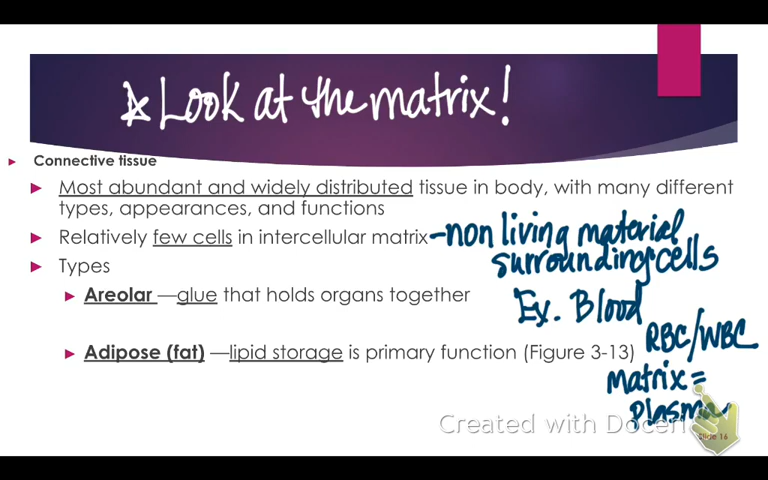 Look at the matrix!
Connective tissue
Most abundant and widely distributed tissue in body, with many different
types, appearances, and functions
Relatively few cells in intercellular matrix
-non living material
surrounding cells
Types
Areolar —glue that holds organs together
Ex. Blood
RBC/WBC
Adipose (fat) —lipid storage is primary function (Figure 3-13)
Matrix =
plasma
Created with Doceri
Slide 16